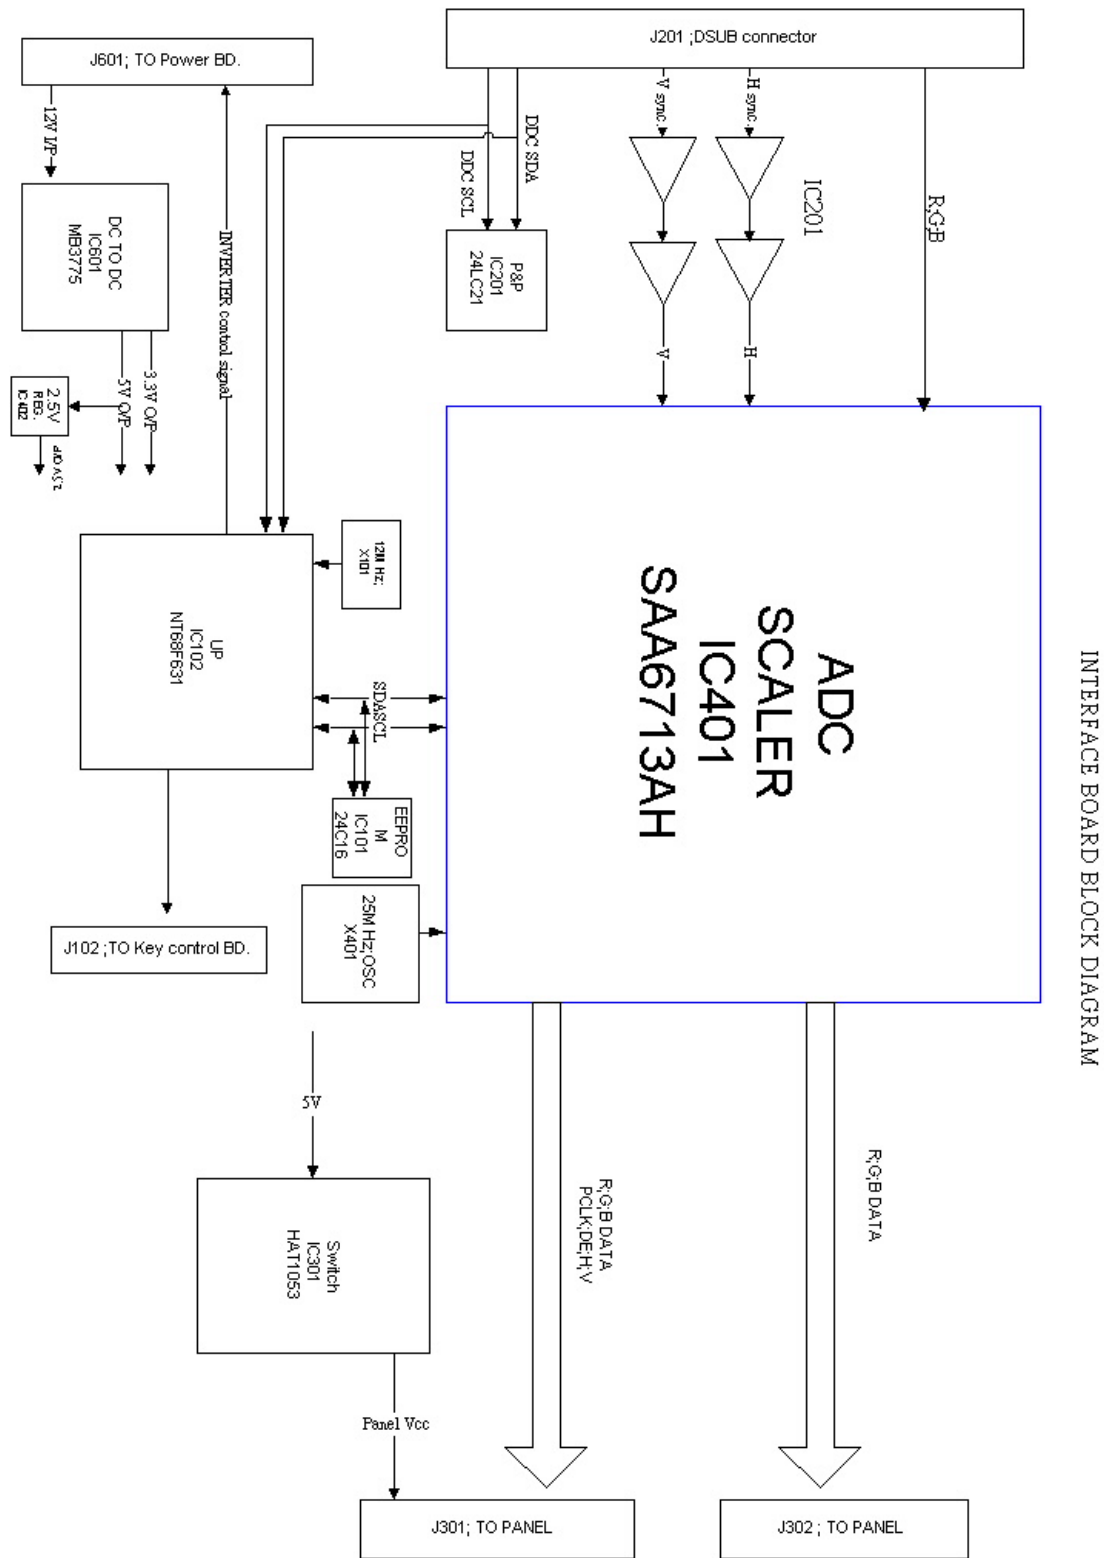 INTERFACE BOARD BLOCK DIAGRAM
J201 ;DSUB connector
J601; TO Power BD.
12V I/P
DC TO DC
IC601
MB3775
3.3V O/P
5V O/P
2.5V
REG.
IC402
2.5V O/P
INVERTER control signal
DDC SDA
DDC SCL
P&P
IC201
24LC21
V sync.
H sync.
IC201
V
H
R;G;B
ADC
SCALER
IC401
SAA6713AH
12M Hz;
X101
UP
IC102
NT68F631
SDASCL
EEPRO
M
IC101
24C16
25M Hz;OSC
X401
J102 ;TO Key control BD.
5V
Switch
IC301
HAT1053
Panel Vcc
R;G;B DATA
PCLK;DE;H;V
R;G;B DATA
J301; TO PANEL
J302 ; TO PANEL